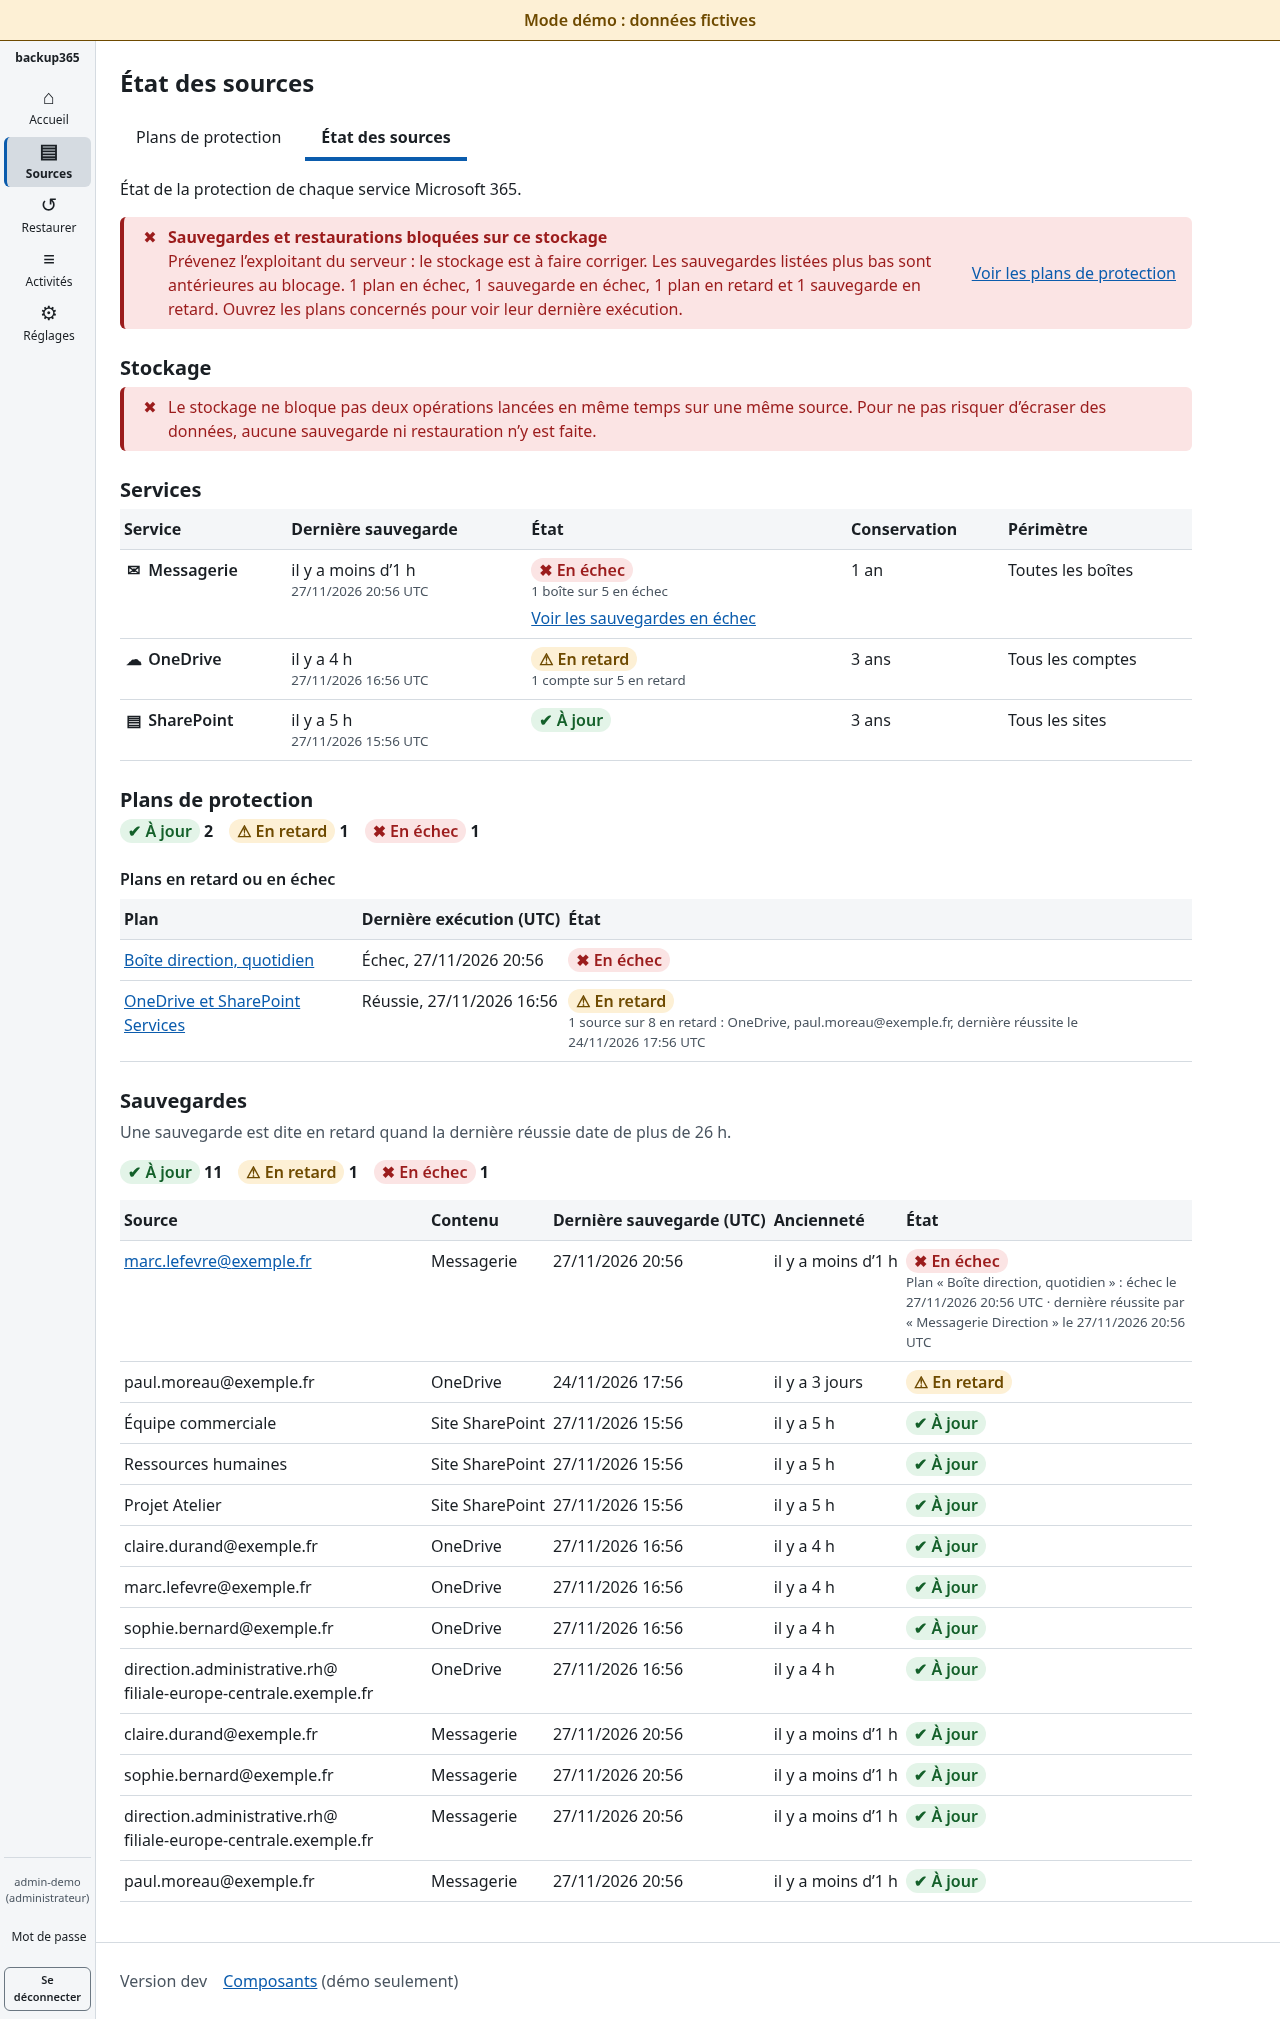 Mode démo : données fictives
backup365
Accueil
Sources
Restaurer
Activités
Réglages
État des sources
Plans de protection État des sources
État de la protection de chaque service Microsoft 365.
✖ Sauvegardes et restaurations bloquées sur ce stockage
Prévenez l’exploitant du serveur : le stockage est à faire corriger. Les sauvegardes listées plus bas sont
antérieures au blocage. 1 plan en échec, 1 sauvegarde en échec, 1 plan en retard et 1 sauvegarde en
retard. Ouvrez les plans concernés pour voir leur dernière exécution.
Voir les plans de protection
Stockage
✖ Le stockage ne bloque pas deux opérations lancées en même temps sur une même source. Pour ne pas risquer d’écraser des
données, aucune sauvegarde ni restauration n’y est faite.
Services
Service Dernière sauvegarde État Conservation Périmètre
✉ Messagerie il y a moins d’1 h ✖ En échec 1 an Toutes les boîtes
27/11/2026 20:56 UTC 1 boîte sur 5 en échec
Voir les sauvegardes en échec
☁ OneDrive il y a 4 h ⚠ En retard 3 ans Tous les comptes
27/11/2026 16:56 UTC 1 compte sur 5 en retard
▤ SharePoint il y a 5 h ✔ À jour 3 ans Tous les sites
27/11/2026 15:56 UTC
Plans de protection
✔ À jour 2 ⚠ En retard 1 ✖ En échec 1
Plans en retard ou en échec
Plan Dernière exécution (UTC) État
Boîte direction, quotidien Échec, 27/11/2026 20:56 ✖ En échec
OneDrive et SharePoint Réussie, 27/11/2026 16:56 ⚠ En retard
Services 1 source sur 8 en retard : OneDrive, paul.moreau@exemple.fr, dernière réussite le
24/11/2026 17:56 UTC
Sauvegardes
Une sauvegarde est dite en retard quand la dernière réussie date de plus de 26 h.
✔ À jour 11 ⚠ En retard 1 ✖ En échec 1
Source Contenu Dernière sauvegarde (UTC) Ancienneté État
marc.lefevre@exemple.fr Messagerie 27/11/2026 20:56 il y a moins d’1 h ✖ En échec
Plan « Boîte direction, quotidien » : échec le
27/11/2026 20:56 UTC · dernière réussite par
« Messagerie Direction » le 27/11/2026 20:56
UTC
paul.moreau@exemple.fr OneDrive 24/11/2026 17:56 il y a 3 jours ⚠ En retard
Équipe commerciale Site SharePoint 27/11/2026 15:56 il y a 5 h ✔ À jour
Ressources humaines Site SharePoint 27/11/2026 15:56 il y a 5 h ✔ À jour
Projet Atelier Site SharePoint 27/11/2026 15:56 il y a 5 h ✔ À jour
claire.durand@exemple.fr OneDrive 27/11/2026 16:56 il y a 4 h ✔ À jour
marc.lefevre@exemple.fr OneDrive 27/11/2026 16:56 il y a 4 h ✔ À jour
sophie.bernard@exemple.fr OneDrive 27/11/2026 16:56 il y a 4 h ✔ À jour
direction.administrative.rh@ OneDrive 27/11/2026 16:56 il y a 4 h ✔ À jour
filiale-europe-centrale.exemple.fr
claire.durand@exemple.fr Messagerie 27/11/2026 20:56 il y a moins d’1 h ✔ À jour
sophie.bernard@exemple.fr Messagerie 27/11/2026 20:56 il y a moins d’1 h ✔ À jour
direction.administrative.rh@ Messagerie 27/11/2026 20:56 il y a moins d’1 h ✔ À jour
filiale-europe-centrale.exemple.fr
paul.moreau@exemple.fr Messagerie 27/11/2026 20:56 il y a moins d’1 h ✔ À jour
admin-demo
(administrateur)
Mot de passe
Se
déconnecter
Version dev Composants (démo seulement)